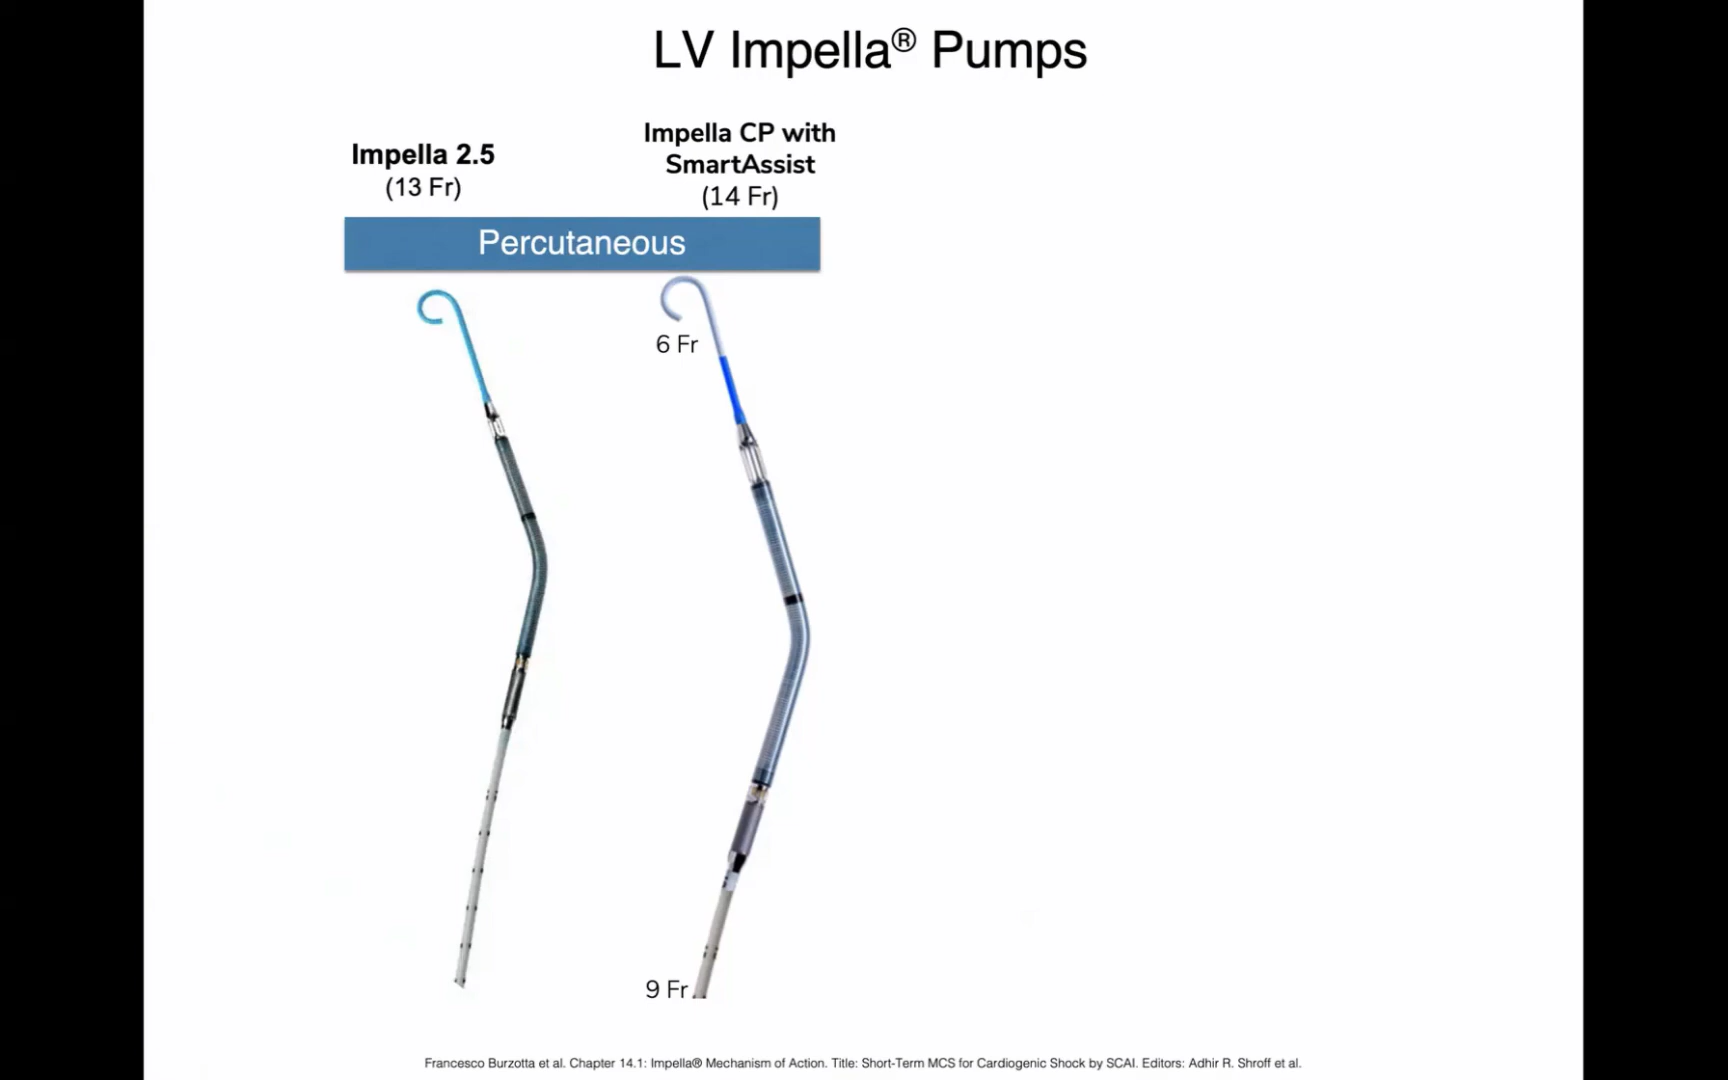 LV Impella® Pumps
Impella 2.5
(13 Fr)
Impella CP with
SmartAssist
(14 Fr)
Percutaneous
6 Fr
9 Fr
Francesco Burzotta et al. Chapter 14.1: Impella® Mechanism of Action. Title: Short-Term MCS for Cardiogenic Shock by SCAI. Editors: Adhir R. Shroff et al.